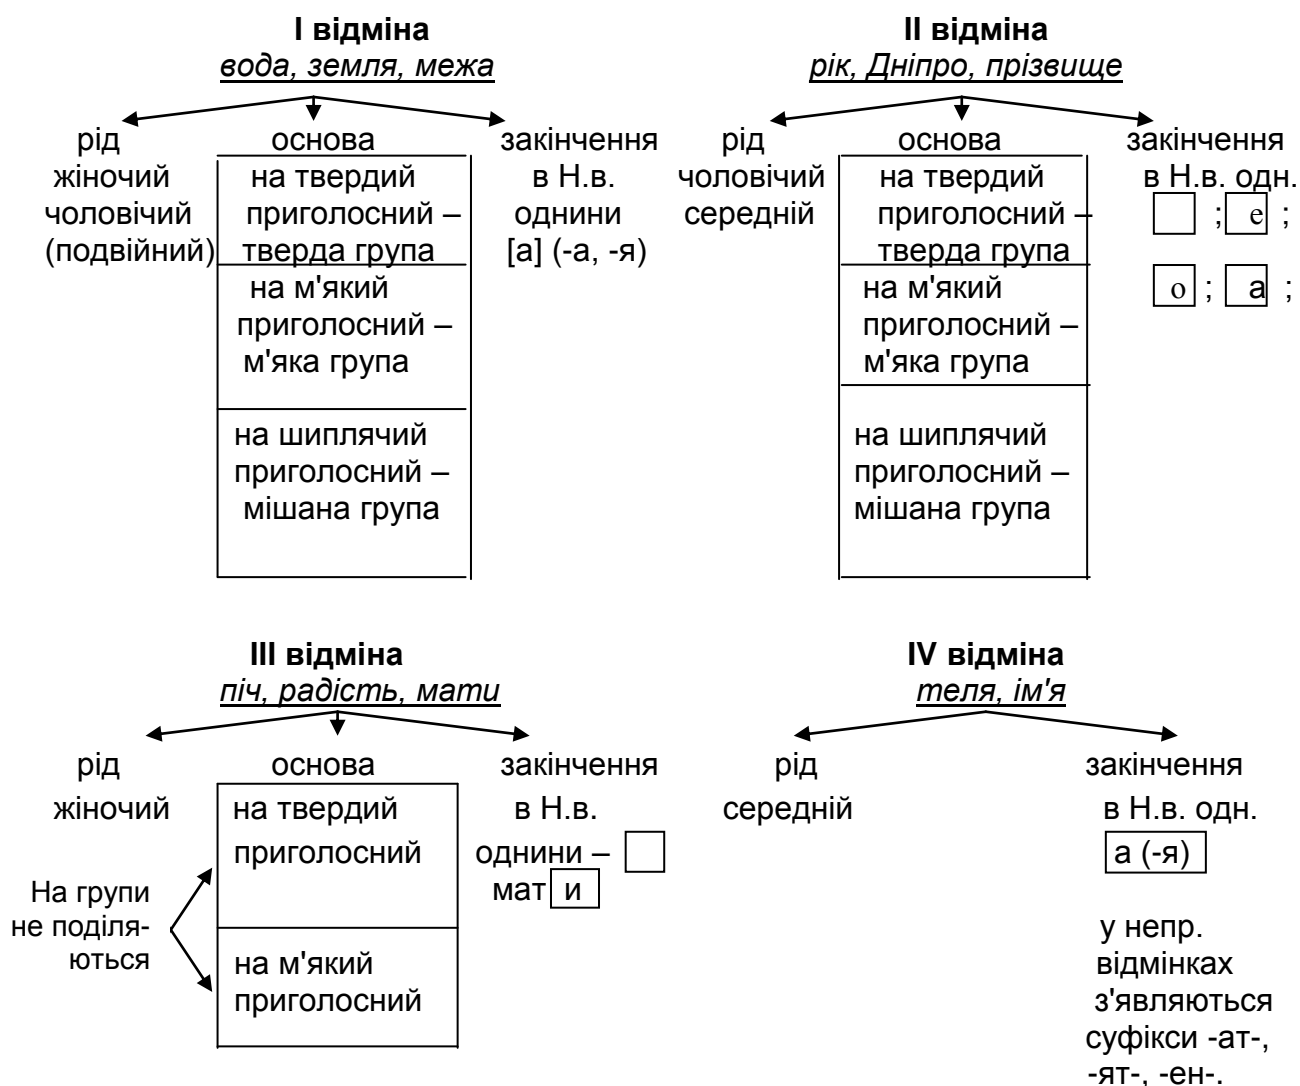 І відміна
вода, земля, межа
рід
жіночий
чоловічий
(подвійний)
основа
на твердий
приголосний –
тверда група
на м'який
приголосний –
м'яка група
на шиплячий
приголосний –
мішана група
закінчення
в Н.в.
однини
[а] (-а, -я)
ІІ відміна
рік, Дніпро, прізвище
рід
чоловічий
середній
основа
на твердий
приголосний –
тверда група
на м'який
приголосний –
м'яка група
на шиплячий
приголосний –
мішана група
закінчення
в Н.в. одн.
; е ;
о ; а ;
ІІІ відміна
піч, радість, мати
рід
жіночий
На групи
не поділя-
ються
основа
на твердий
приголосний
на м'який
приголосний
закінчення
в Н.в.
однини –
мат и
IV відміна
теля, ім'я
рід
середній
закінчення
в Н.в. одн.
а (-я)
у непр.
відмінках
з'являються
суфікси -ат-,
-ят-, -ен-.